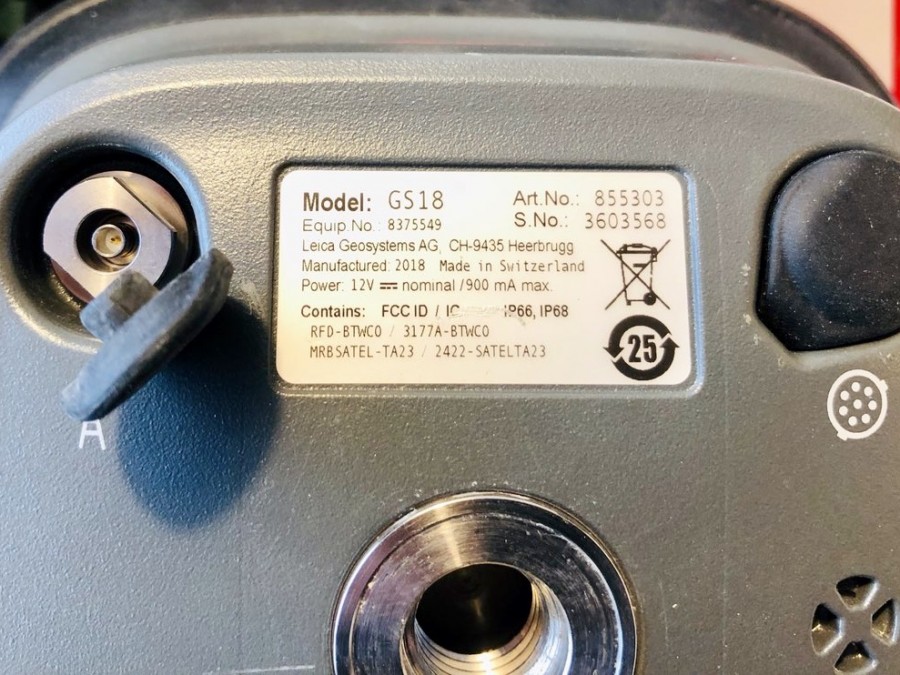 Model: GS18 Art.No.: 855303
Equip.No.: 8375549 S.No.: 3603568
Leica Geosystems AG, CH-9435 Heerbrugg
Manufactured: 2018 Made in Switzerland
Power: 12V ⎓ nominal / 900 mA max.
Contains: FCC ID / IC IP66, IP68
RFD-BTWCO / 3177A-BTWCO
MRBSATEL-TA23 / 2422-SATELTA23
25
A